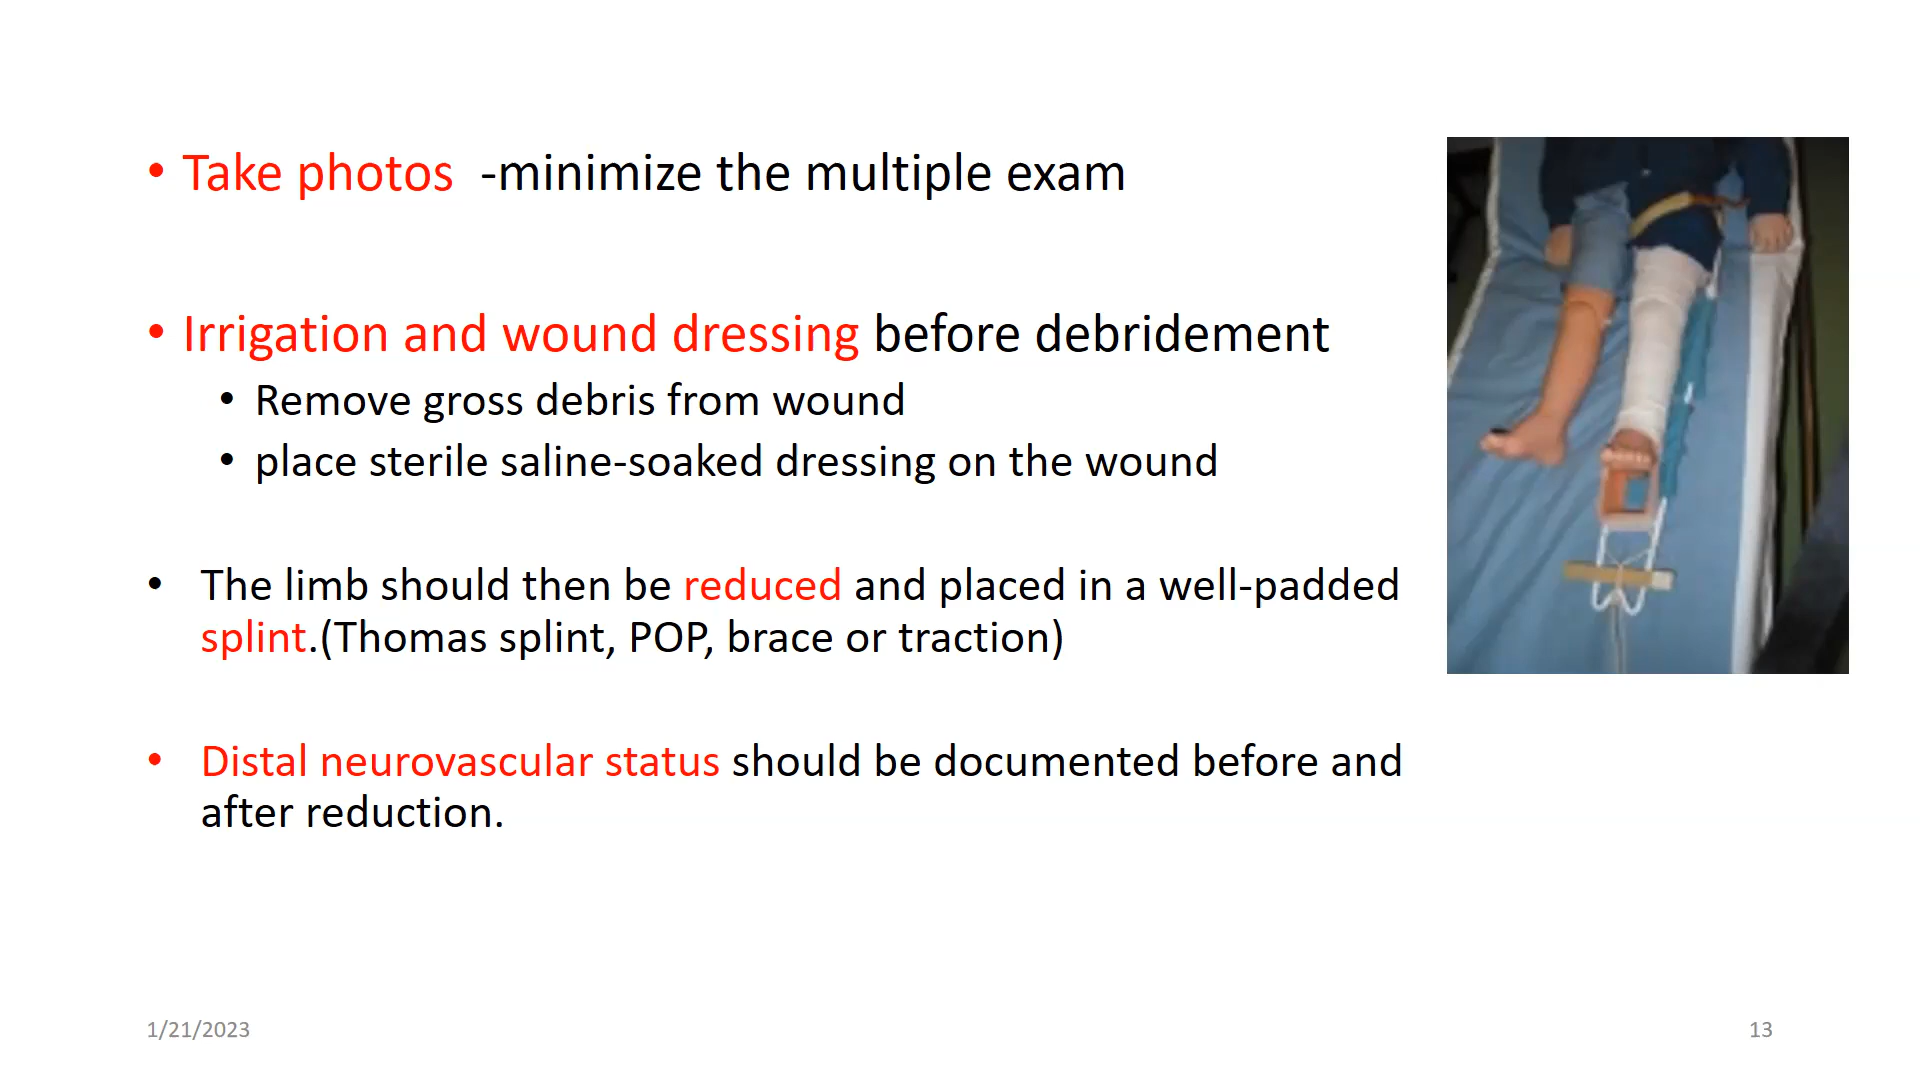 • Take photos  -minimize the multiple exam
• Irrigation and wound dressing before debridement
• Remove gross debris from wound
• place sterile saline-soaked dressing on the wound
• The limb should then be reduced and placed in a well-padded
splint.(Thomas splint, POP, brace or traction)
• Distal neurovascular status should be documented before and
after reduction.
1/21/2023
13